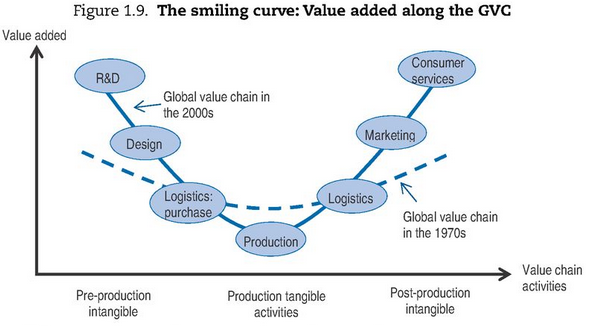 Figure 1.9. The smiling curve: Value added along the GVC
Value added
R&D
Consumer
services
Global value chain in
the 2000s
Design
Marketing
Logistics:
purchase
Logistics
Production
Global value chain
in the 1970s
Value chain
activities
Pre-production
intangible
Production tangible
activities
Post-production
intangible